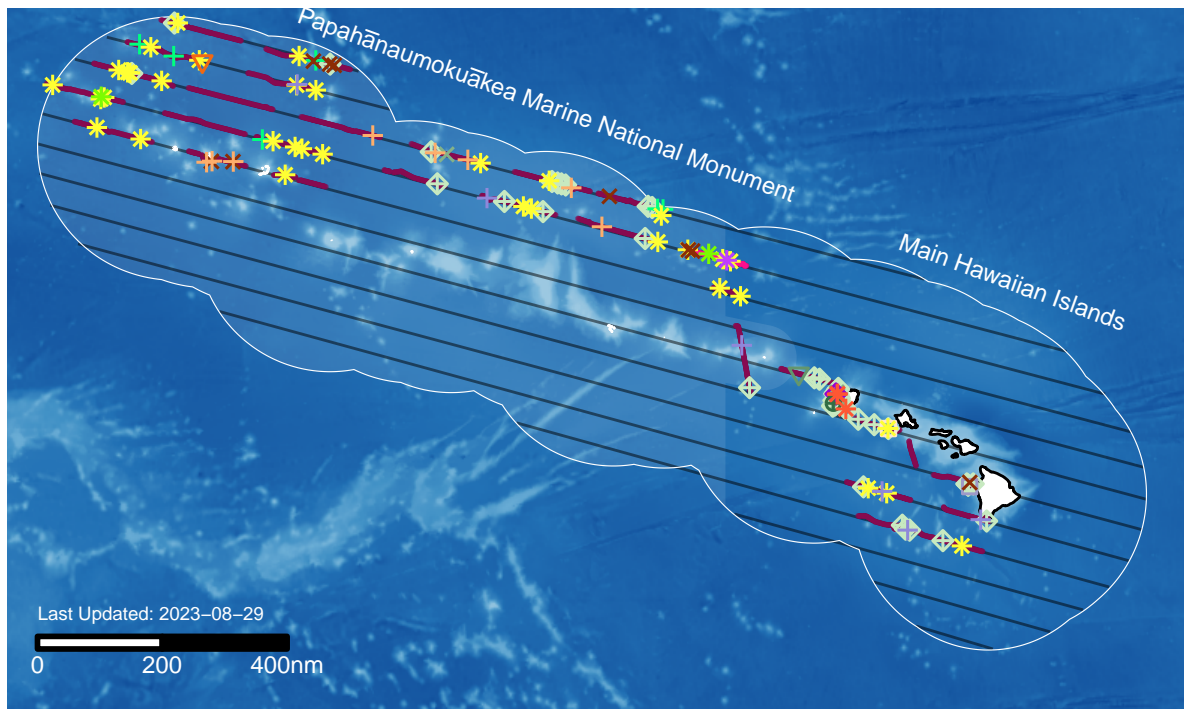 Papahānaumokuākea Marine National Monument
Main Hawaiian Islands
Last Updated: 2023−08−29
0 200 400nm